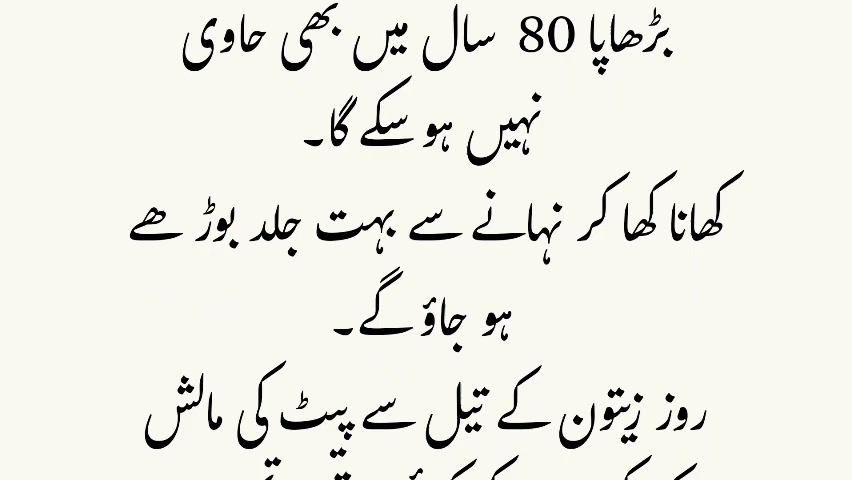 بڑھاپا 80 سال میں بھی حاوی
نہیں ہو سکے گا۔
کھانا کھا کر نہانے سے بہت جلد بوڑھے
ہو جاؤ گے۔
روز زیتون کے تیل سے پیٹ کی مالش